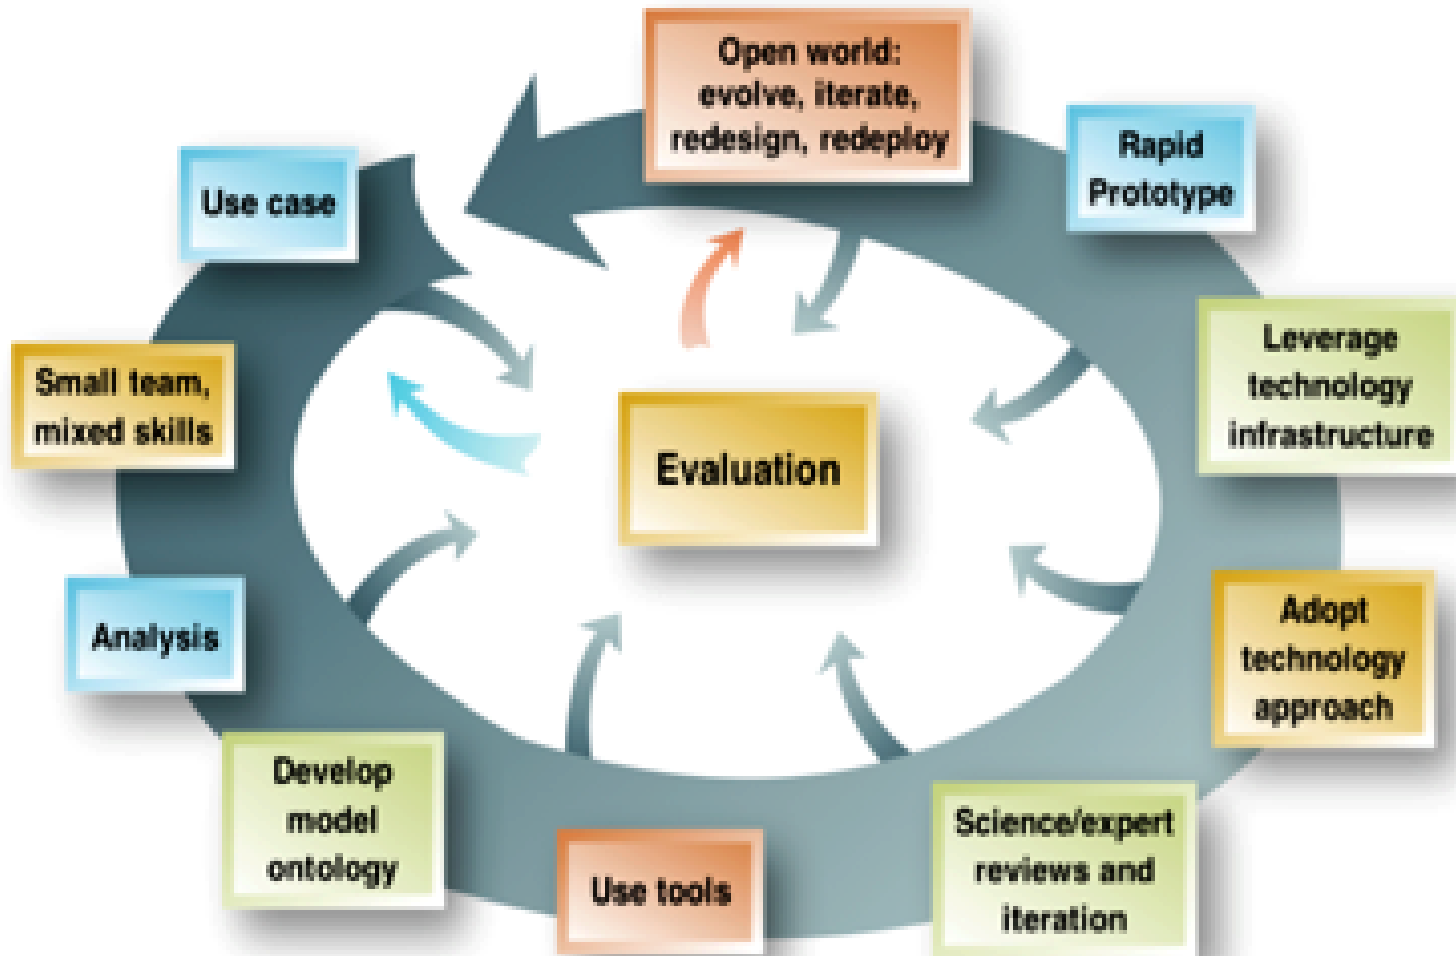 Open world:
evolve, iterate,
redesign, redeploy
Rapid
Prototype
Use case
Leverage
technology
infrastructure
Small team,
mixed skills
Evaluation
Adopt
technology
approach
Analysis
Develop
model
ontology
Science/expert
reviews and
iteration
Use tools